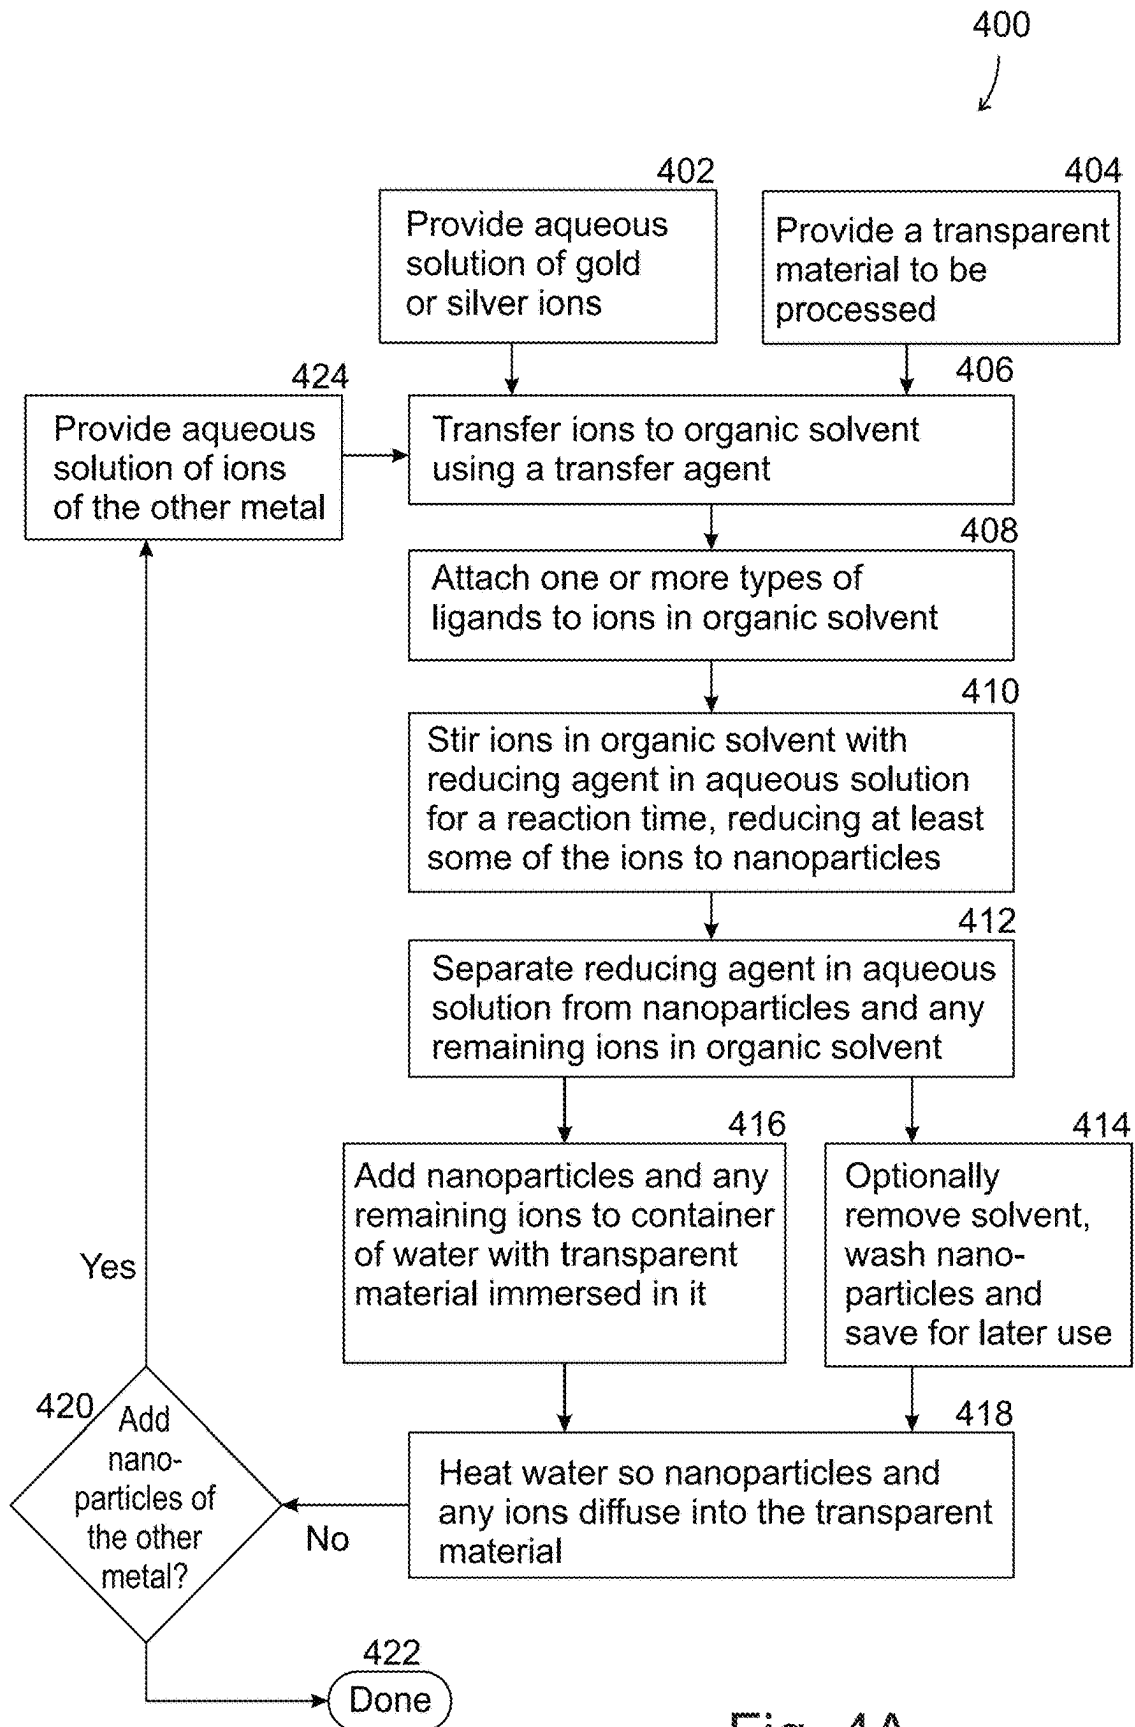 400
402
Provide aqueous
solution of gold
or silver ions
404
Provide a transparent
material to be
processed
424
Provide aqueous
solution of ions
of the other metal
406
Transfer ions to organic solvent
using a transfer agent
408
Attach one or more types of
ligands to ions in organic solvent
410
Stir ions in organic solvent with
reducing agent in aqueous solution
for a reaction time, reducing at least
some of the ions to nanoparticles
412
Separate reducing agent in aqueous
solution from nanoparticles and any
remaining ions in organic solvent
416
Add nanoparticles and any
remaining ions to container
of water with transparent
material immersed in it
414
Optionally
remove solvent,
wash nano-
particles and
save for later use
Yes
420
Add
nano-
particles of
the other
metal?
No
418
Heat water so nanoparticles and
any ions diffuse into the transparent
material
422
Done
Fig. 4A